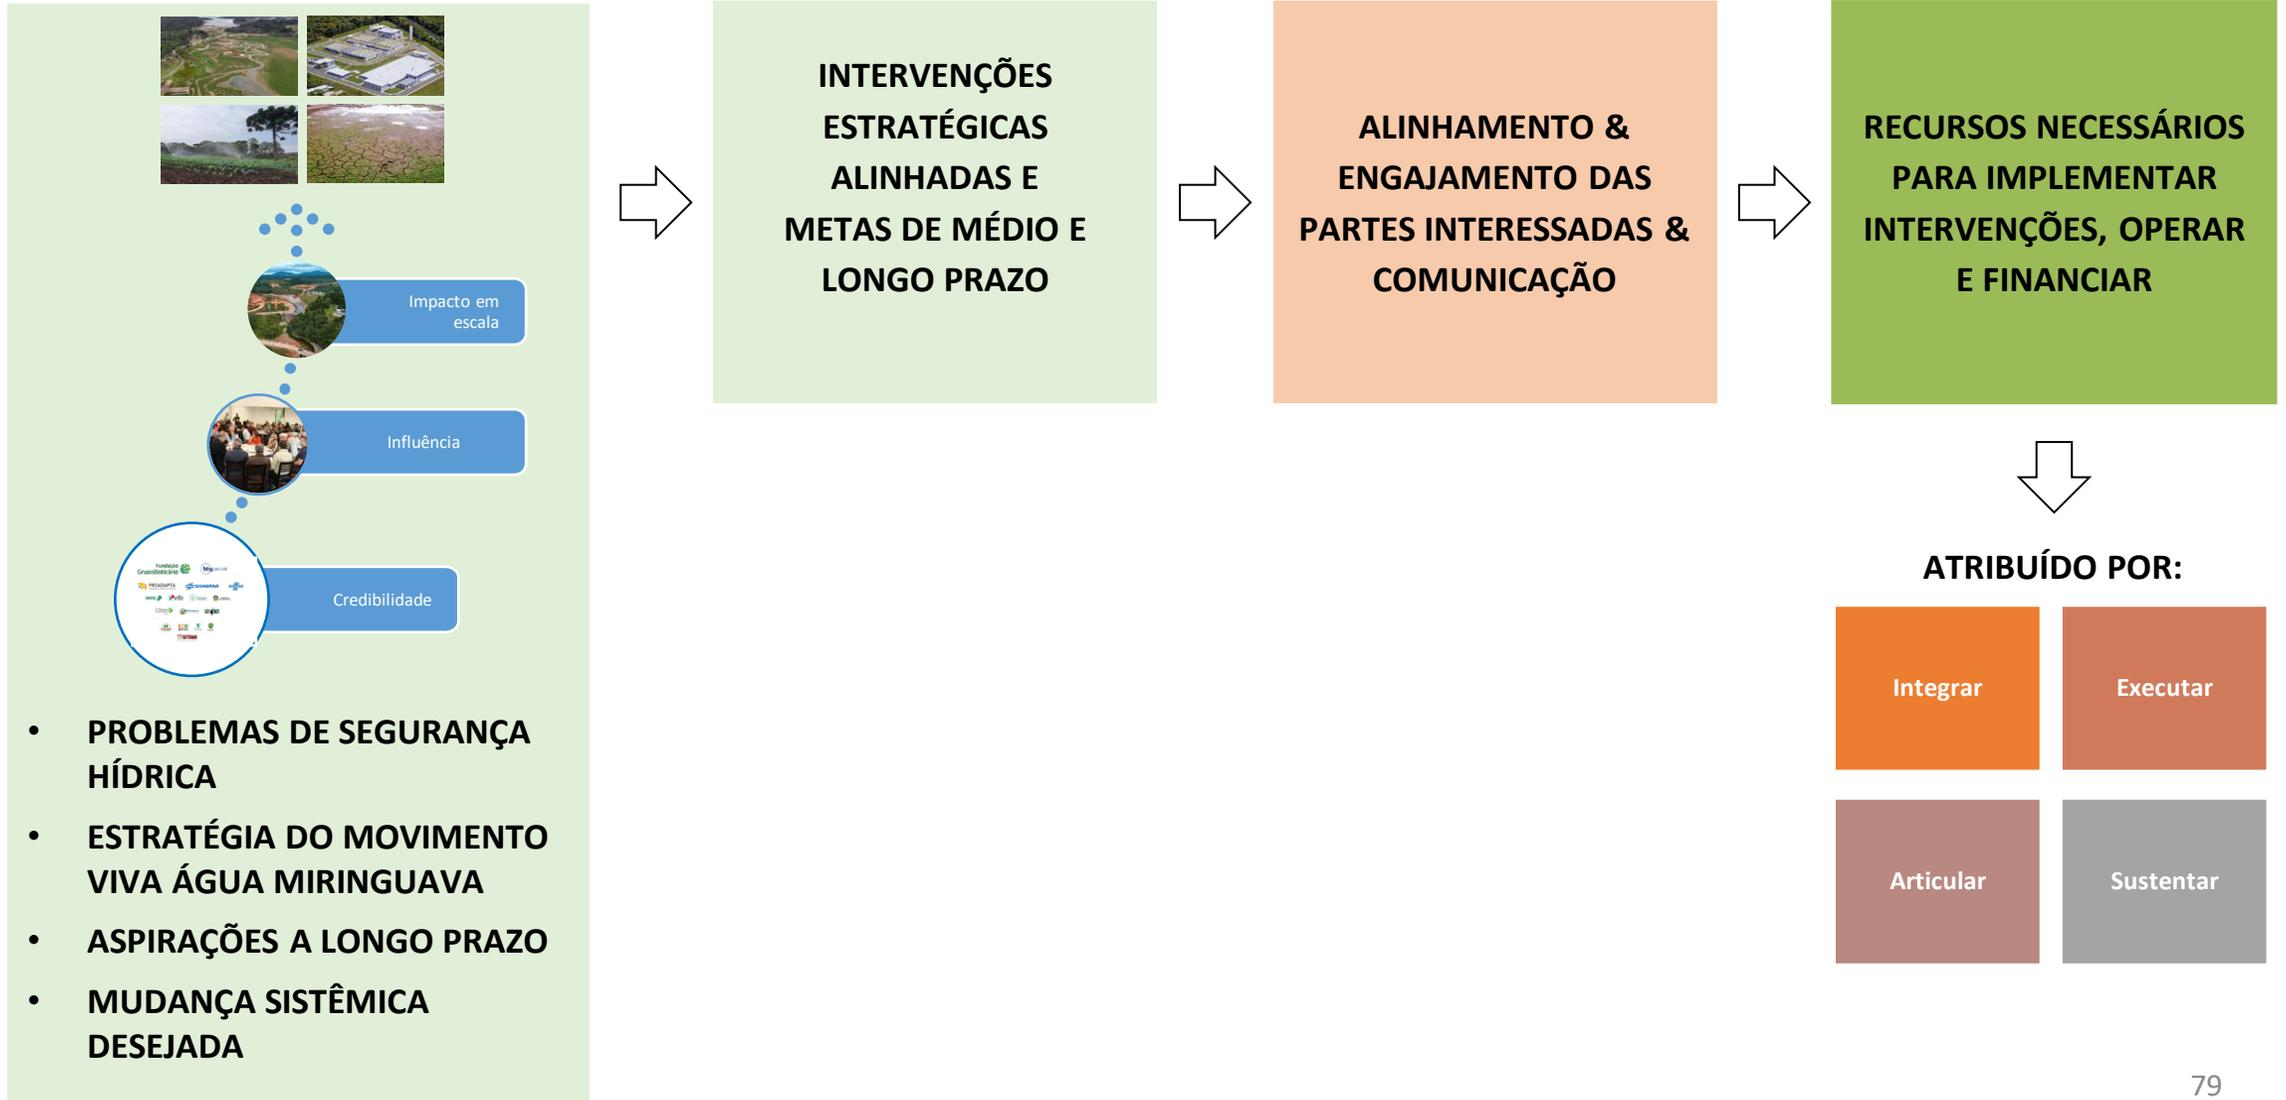 Impacto em
escala
Influência
Fundação
GrupoBoticário
Credibilidade
• PROBLEMAS DE SEGURANÇA
HÍDRICA
• ESTRATÉGIA DO MOVIMENTO
VIVA ÁGUA MIRINGUAVA
• ASPIRAÇÕES A LONGO PRAZO
• MUDANÇA SISTÊMICA
DESEJADA
INTERVENÇÕES
ESTRATÉGICAS
ALINHADAS E
METAS DE MÉDIO E
LONGO PRAZO
ALINHAMENTO &
ENGAJAMENTO DAS
PARTES INTERESSADAS &
COMUNICAÇÃO
RECURSOS NECESSÁRIOS
PARA IMPLEMENTAR
INTERVENÇÕES, OPERAR
E FINANCIAR
ATRIBUÍDO POR:
Integrar
Executar
Articular
Sustentar
79